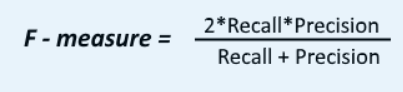 2*Recall*Precision
F - measure =
Recall + Precision